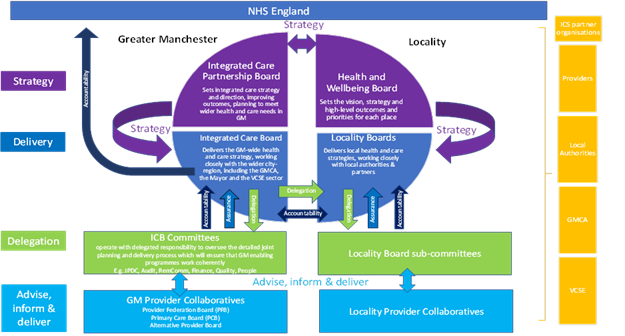 NHS England
Greater Manchester
Locality
ICS partner
organisations
Strategy
Strategy
Integrated Care
Partnership Board
Sets integrated care strategy
and direction, improving
outcomes, planning to meet
wider health and care needs in
GM
Health and
Wellbeing Board
Sets the vision, strategy and
high-level outcomes and
priorities for each place
Providers
Accountability
Strategy
Strategy
Delivery
Integrated Care Board
Delivers the GM-wide health
and care strategy, working
closely with the wider city-
region, including the GMCA,
the Mayor and the VCSE sector
Locality Boards
Delivers local health and care
strategies, working closely
with local authorities &
partners
Local
Authorities
Accountability
Assurance
Delegation
Delegation
Accountability
Delegation
Assurance
Accountability
GMCA
Delegation
ICB Committees
operate with delegated responsibility to oversee the detailed joint
planning and delivery process which will ensure that GM enabling
programmes work coherently
E.g. JPDC, Audit, RemComm, Finance, Quality, People
Locality Board sub-committees
Advise, inform & deliver
Advise,
inform &
deliver
GM Provider Collaboratives
Provider Federation Board (PFB)
Primary Care Board (PCB)
Alternative Provider Board
Locality Provider Collaboratives
VCSE